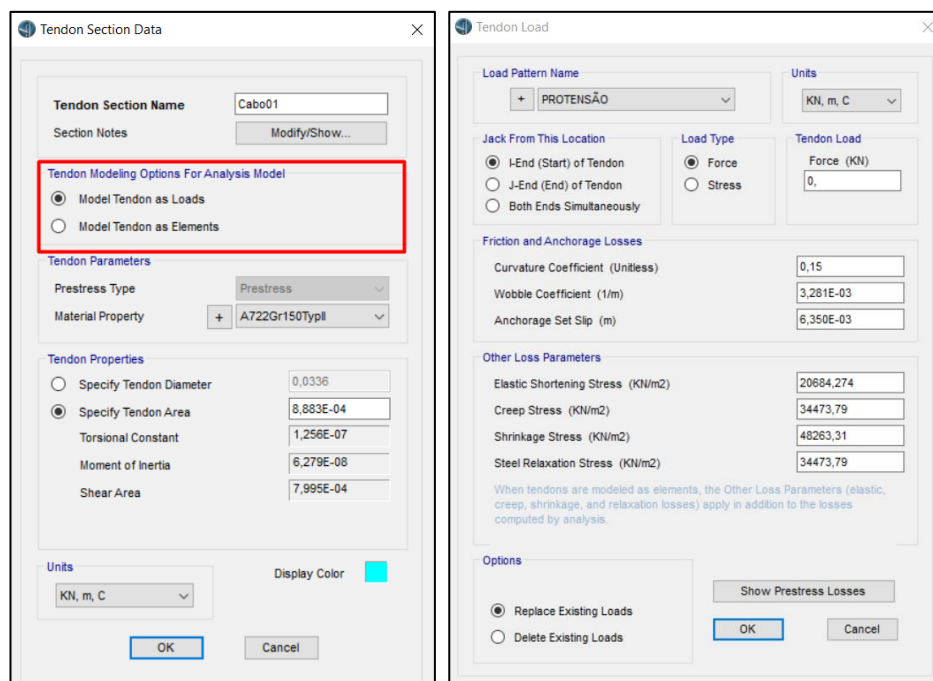 Tendon Section Data
Tendon Section Name Cabo01
Section Notes Modify/Show...
Tendon Modeling Options For Analysis Model
Model Tendon as Loads
Model Tendon as Elements
Tendon Parameters
Prestress Type Prestress
Material Property + A722Gr150TypII
Tendon Properties
Specify Tendon Diameter 0,0336
Specify Tendon Area 8,883E-04
Torsional Constant 1,256E-07
Moment of Inertia 6,279E-08
Shear Area 7,995E-04
Units
KN, m, C
Display Color
OK Cancel
Tendon Load
Load Pattern Name
+ PROTENSÃO
Units
KN, m, C
Jack From This Location
I-End (Start) of Tendon
J-End (End) of Tendon
Both Ends Simultaneously
Load Type
Force
Stress
Tendon Load
Force (KN)
0,
Friction and Anchorage Losses
Curvature Coefficient (Unitless) 0,15
Wobble Coefficient (1/m) 3,281E-03
Anchorage Set Slip (m) 6,350E-03
Other Loss Parameters
Elastic Shortening Stress (KN/m2) 20684,274
Creep Stress (KN/m2) 34473,79
Shrinkage Stress (KN/m2) 48263,31
Steel Relaxation Stress (KN/m2) 34473,79
When tendons are modeled as elements, the Other Loss Parameters (elastic,
creep, shrinkage, and relaxation losses) apply in addition to the losses
computed by analysis.
Options
Replace Existing Loads
Delete Existing Loads
Show Prestress Losses
OK Cancel